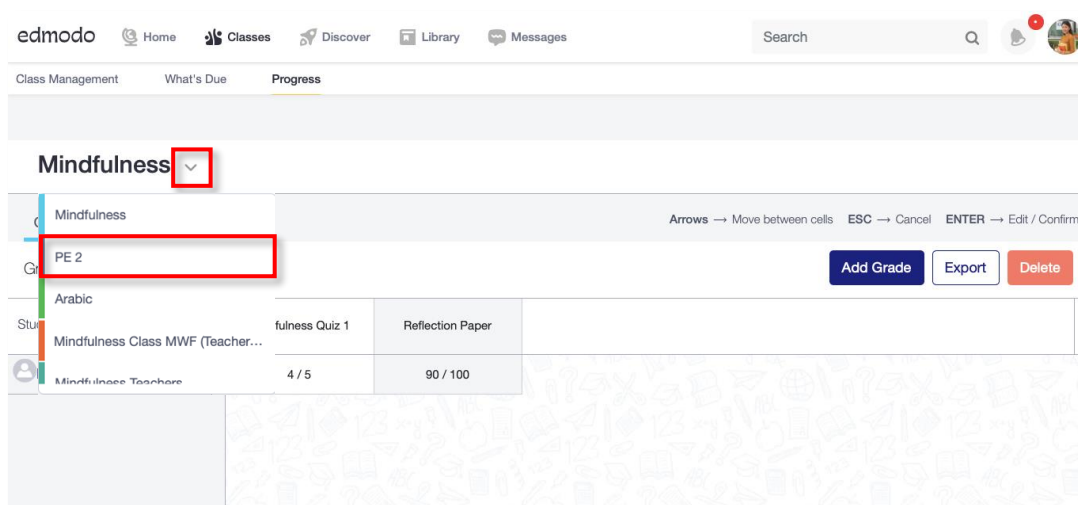 edmodo Home Classes Discover Library Messages Search
Class Management What's Due Progress
Mindfulness
Mindfulness
Arrows → Move between cells ESC → Cancel ENTER → Edit / Confirm
PE 2
Add Grade Export Delete
Arabic
Quiz 1 Reflection Paper
Mindfulness Class MWF (Teacher...
Mindfulness Teachers
4 / 5 90 / 100